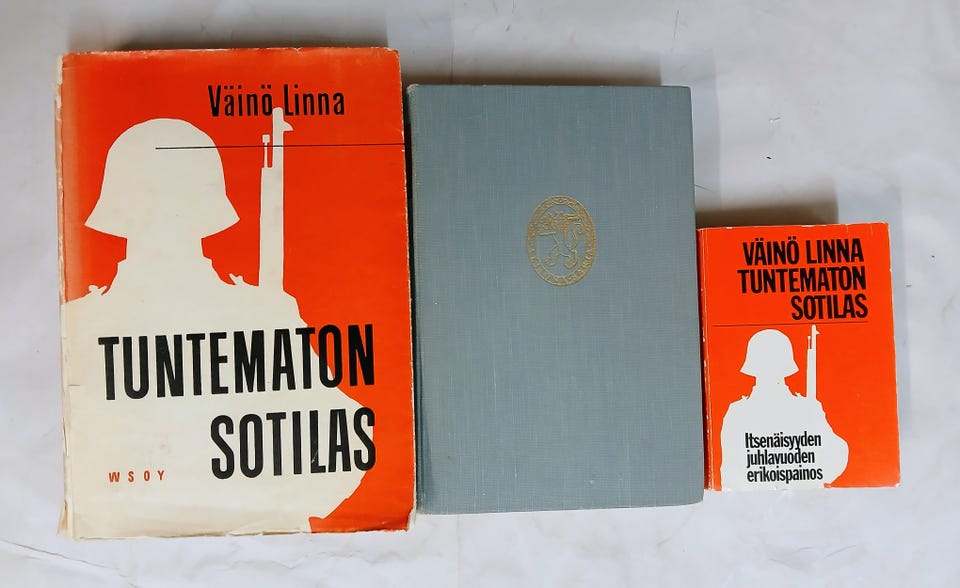 Väinö Linna
TUNTEMATON
SOTILAS
WSOY
VÄINÖ LINNA
TUNTEMATON
SOTILAS
Itsenäisyyden
juhlavuoden
erikoispainos